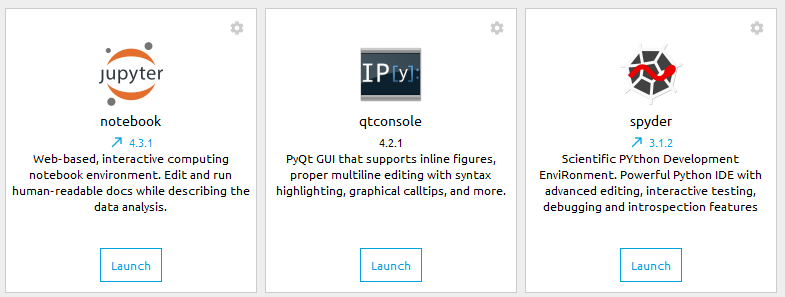 jupyter
notebook
4.3.1
Web-based, interactive computing
notebook environment. Edit and run
human-readable docs while describing the
data analysis.
Launch
IP[y]:
qtconsole
4.2.1
PyQt GUI that supports inline figures,
proper multiline editing with syntax
highlighting, graphical calltips, and more.
Launch
spyder
3.1.2
Scientific PYthon Development
EnviRonment. Powerful Python IDE with
advanced editing, interactive testing,
debugging and introspection features
Launch